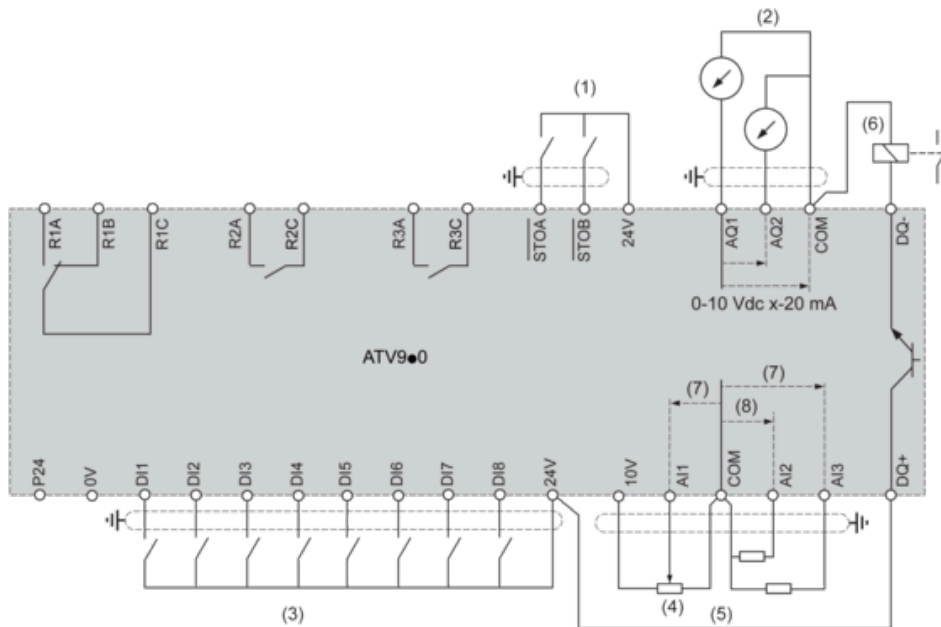 (2)
(1)
(6)
R1A
R1B
R1C
R2A
R2C
R3A
R3C
STOA
STOB
24V
AQ1
AQ2
COM
DQ-
0-10 Vdc x-20 mA
ATV9●0
(7)
(7)
(8)
P24
0V
DI1
DI2
DI3
DI4
DI5
DI6
DI7
DI8
24V
10V
AI1
COM
AI2
AI3
DQ+
(3)
(4)
(5)